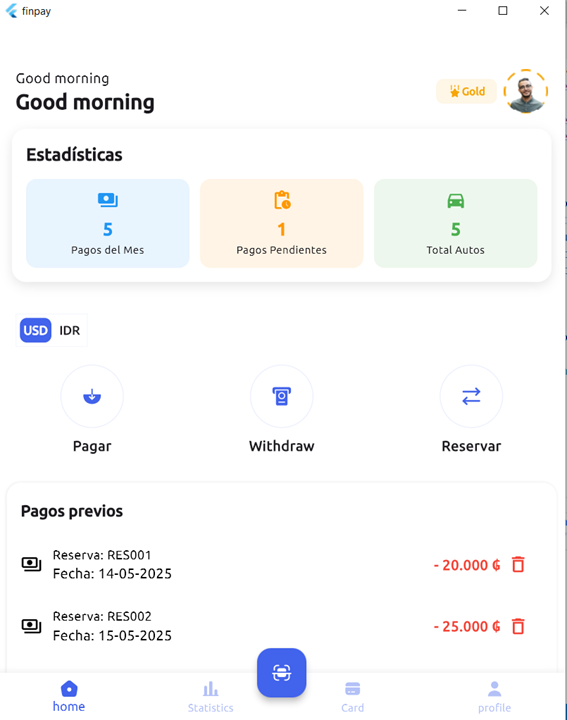 finpay
Good morning
Good morning
Gold
Estadísticas
5
Pagos del Mes
1
Pagos Pendientes
5
Total Autos
USD IDR
Pagar
Withdraw
Reservar
Pagos previos
Reserva: RES001
Fecha: 14-05-2025
- 20.000 ₲
Reserva: RES002
Fecha: 15-05-2025
- 25.000 ₲
home
Statistics
Card
profile